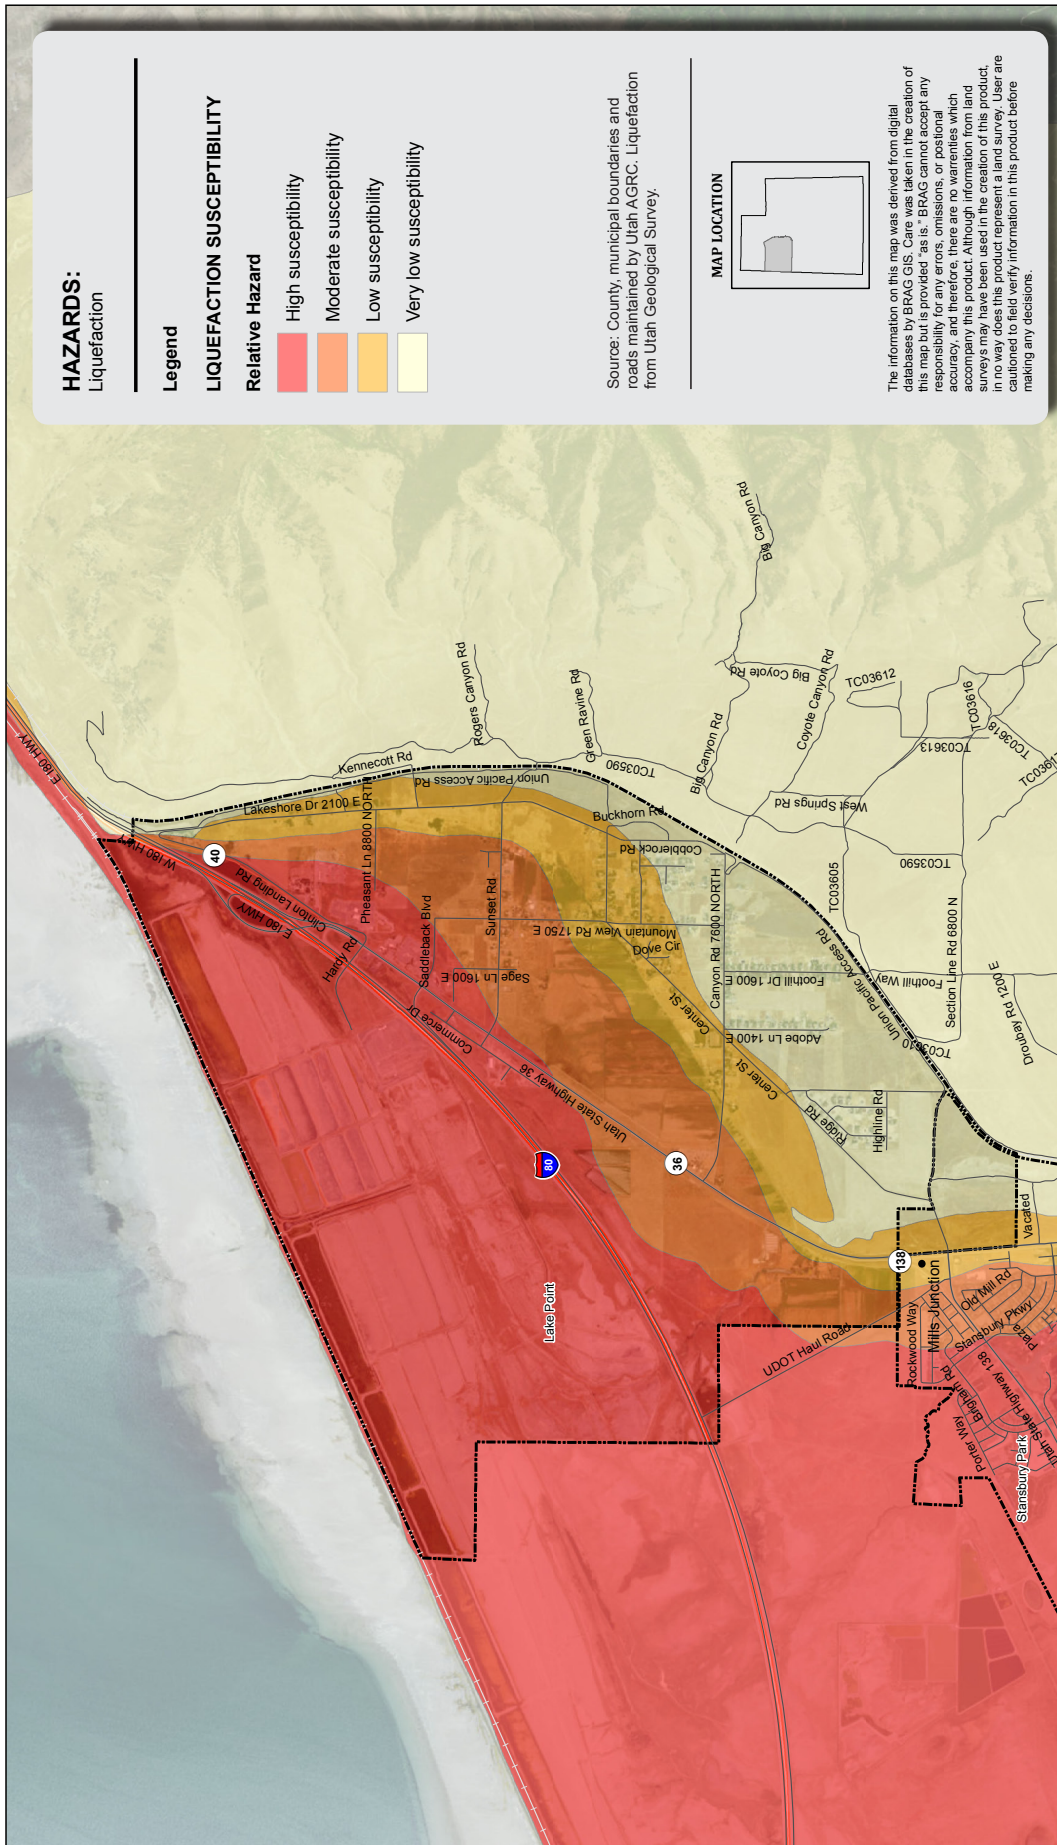 HAZARDS:
Liquefaction
Legend
LIQUEFACTION SUSCEPTIBILITY
Relative Hazard
High susceptibility
Moderate susceptibility
Low susceptibility
Very low susceptibility
Source: County, municipal boundaries and
roads maintained by Utah AGRC. Liquefaction
from Utah Geological Survey.
MAP LOCATION
The information on this map was derived from digital
databases by BRAG GIS. Care was taken in the creation of
this map but is provided "as is." BRAG cannot accept any
responsibility for any errors, omissions, or postional
accuracy, and therefore, there are no warrenties which
accompany this product. Although information from land
surveys may have been used in the creation of this product,
in no way does this product represent a land survey. User are
cautioned to field verify information in this product before
making any decisions.
E I80 HWY
W I80 HWY
40
Lakeshore Dr 2100 E
Kennecott Rd
Rogers Canyon Rd
Union Pacific Access Rd
Green Ravine Rd
TC03590
Big Canyon Rd
Big Canyon Rd
Big Coyote Rd
Coyote Canyon Rd
TC03612
TC03613
TC03616
TC03618
West Springs Rd
TC03590
TC03605
Section Line Rd 6800 N
Foothill Way
Droubay Rd 1200 E
TC03610
Union Pacific Access Rd
Clinton Landing Rd
E I80 HWY
Hardy Rd
Pheasant Ln 8800 NORTH
Saddleback Blvd
Sunset Rd
Sage Ln 1600 E
Commerce Dr
Utah State Highway 36
Buckhorn Rd
Cobblerock Rd
Mountain View Rd 1750 E
Dove Cir
Canyon Rd 7600 NORTH
Foothill Dr 1600 E
Adobe Ln 1400 E
Center St
Center St
Ridge Rd
Highline Rd
80
36
138
Lake Point
UDOT Haul Road
Rockwood Way
Mills Junction
Vacated
Old Mill Rd
Stansbury Pkwy
Plaza
Brigham Rd
Porter Way
Utah State Highway 138
Stansbury Park